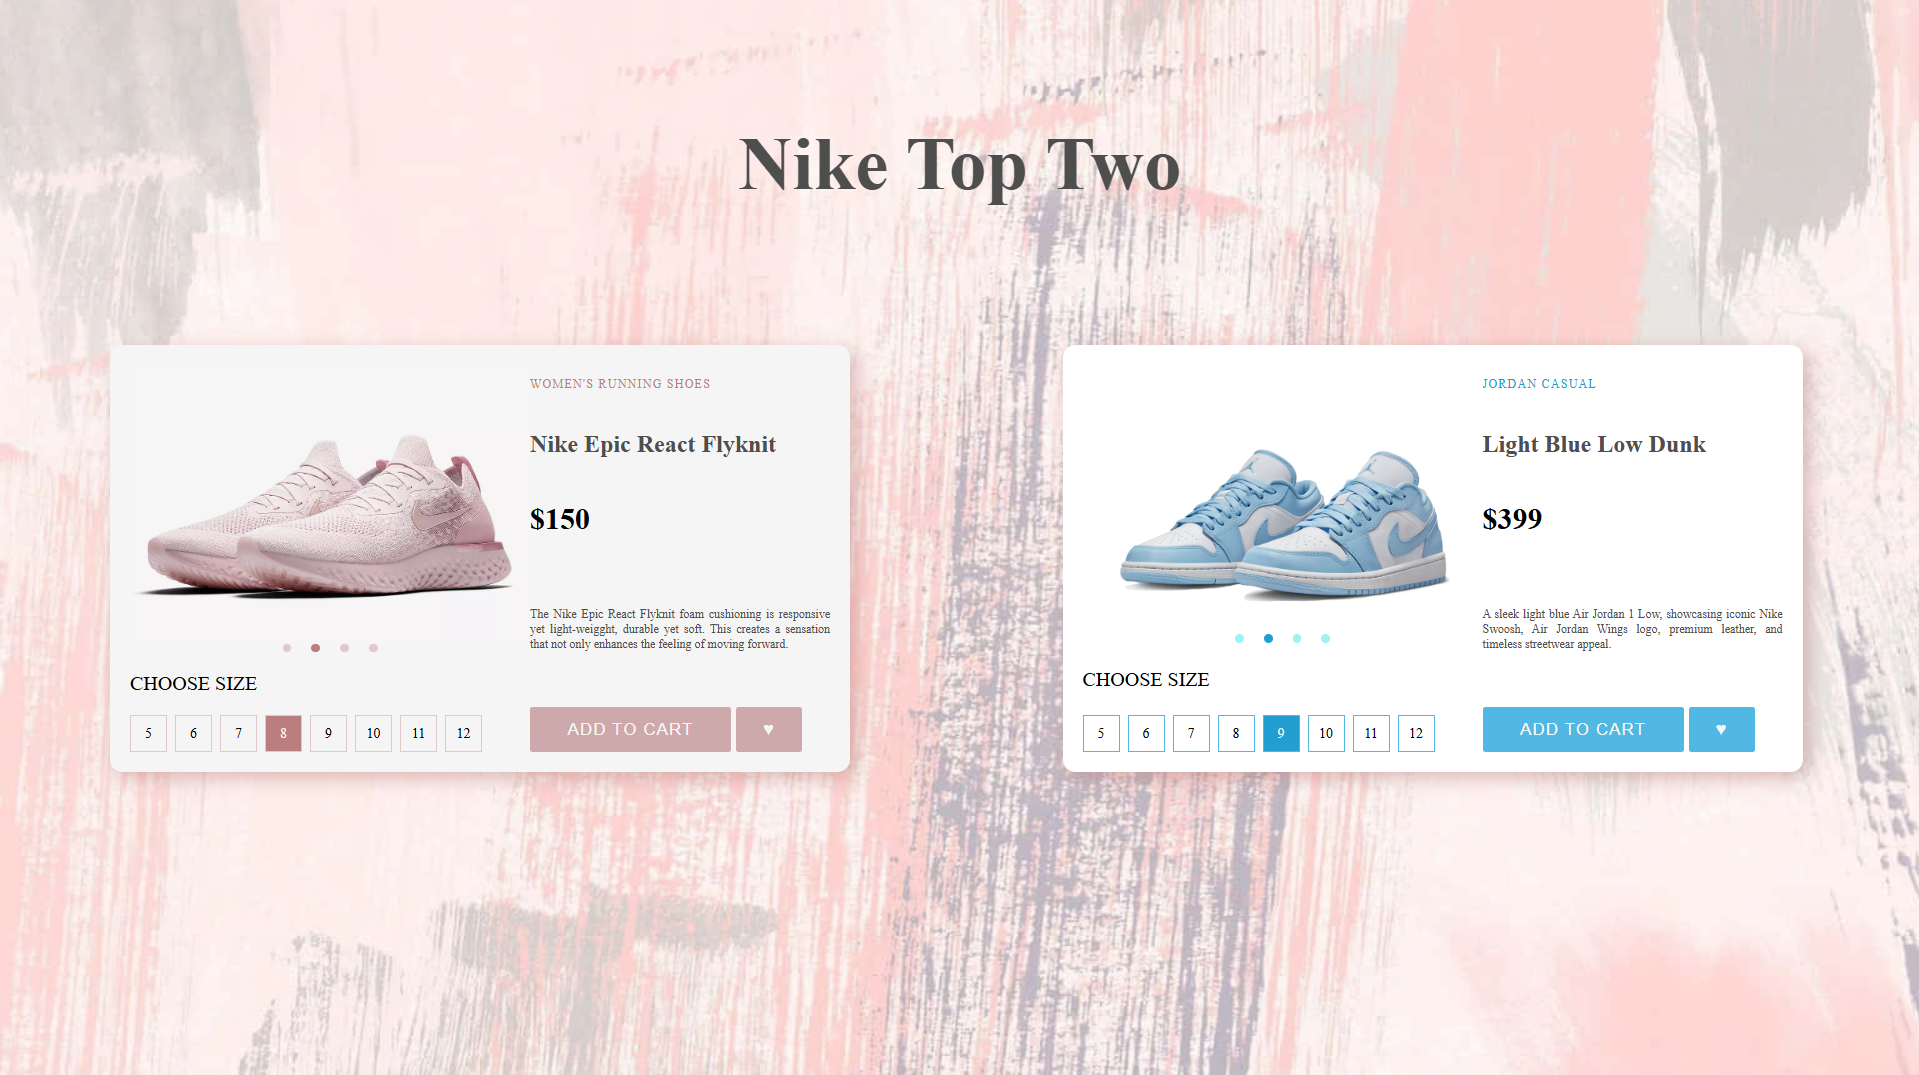 Nike Top Two
WOMEN'S RUNNING SHOES
Nike Epic React Flyknit
$150
The Nike Epic React Flyknit foam cushioning is responsive
yet light-weigght, durable yet soft. This creates a sensation
that not only enhances the feeling of moving forward.
CHOOSE SIZE
5 6 7 8 9 10 11 12
ADD TO CART ♥
JORDAN CASUAL
Light Blue Low Dunk
$399
A sleek light blue Air Jordan 1 Low, showcasing iconic Nike
Swoosh, Air Jordan Wings logo, premium leather, and
timeless streetwear appeal.
CHOOSE SIZE
5 6 7 8 9 10 11 12
ADD TO CART ♥